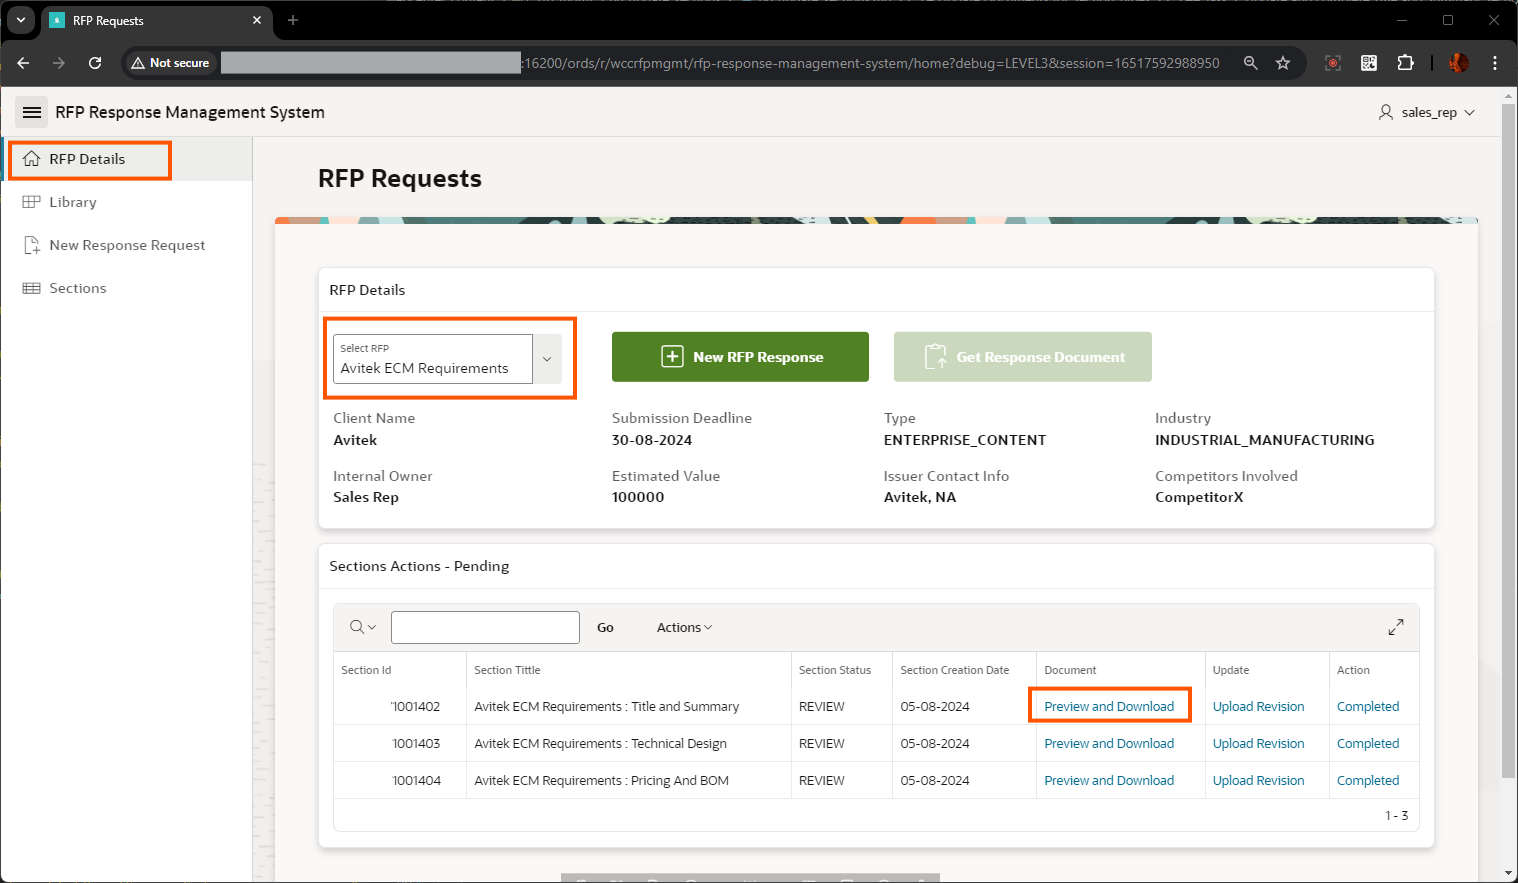 RFP Requests
Not secure
:16200/ords/r/wccrfpmgmt/rfp-response-management-system/home?debug=LEVEL3&session=16517592988950
RFP Response Management System
sales_rep
RFP Details
Library
New Response Request
Sections
RFP Requests
RFP Details
Select RFP
Avitek ECM Requirements
New RFP Response
Get Response Document
Client Name
Submission Deadline
Type
Industry
Avitek
30-08-2024
ENTERPRISE_CONTENT
INDUSTRIAL_MANUFACTURING
Internal Owner
Estimated Value
Issuer Contact Info
Competitors Involved
Sales Rep
100000
Avitek, NA
CompetitorX
Sections Actions - Pending
Go
Actions
Section Id
Section Tittle
Section Status
Section Creation Date
Document
Update
Action
1001402
Avitek ECM Requirements : Title and Summary
REVIEW
05-08-2024
Preview and Download
Upload Revision
Completed
1001403
Avitek ECM Requirements : Technical Design
REVIEW
05-08-2024
Preview and Download
Upload Revision
Completed
1001404
Avitek ECM Requirements : Pricing And BOM
REVIEW
05-08-2024
Preview and Download
Upload Revision
Completed
1 - 3